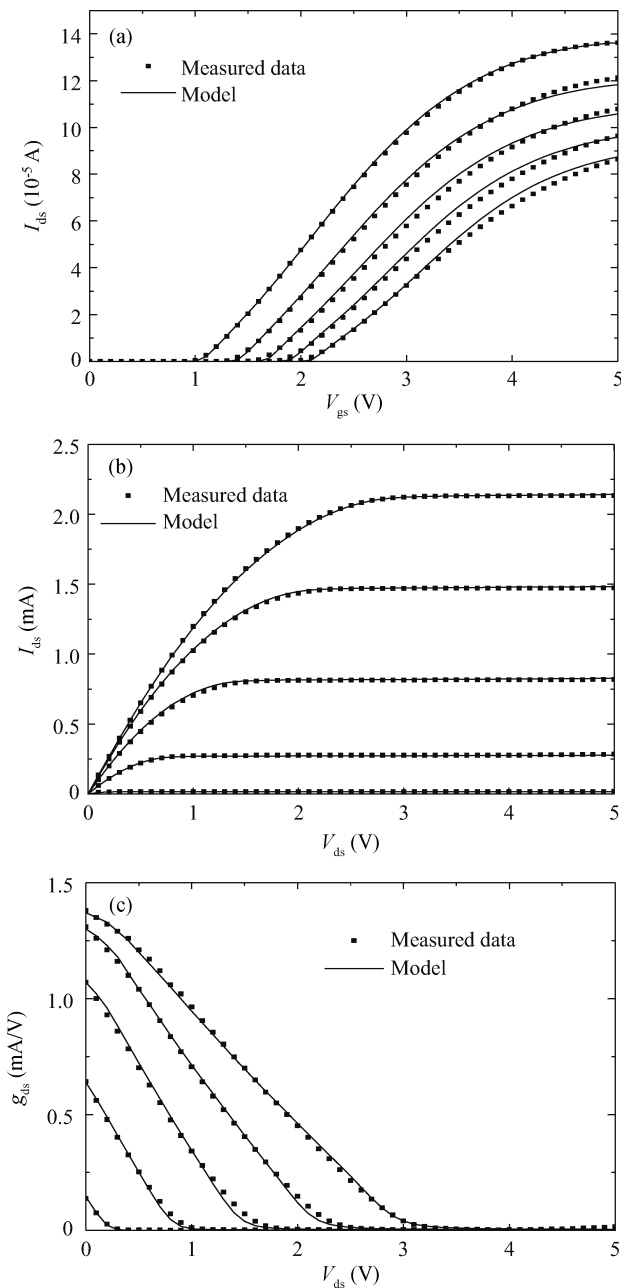 (a)
Measured data
Model
14
12
10
8
6
4
2
0
I_ds (10^-5 A)
0 1 2 3 4 5
V_gs (V)
(b)
Measured data
Model
2.5
2.0
1.5
1.0
0.5
0
I_ds (mA)
0 1 2 3 4 5
V_ds (V)
(c)
Measured data
Model
1.5
1.0
0.5
0
g_ds (mA/V)
0 1 2 3 4 5
V_ds (V)